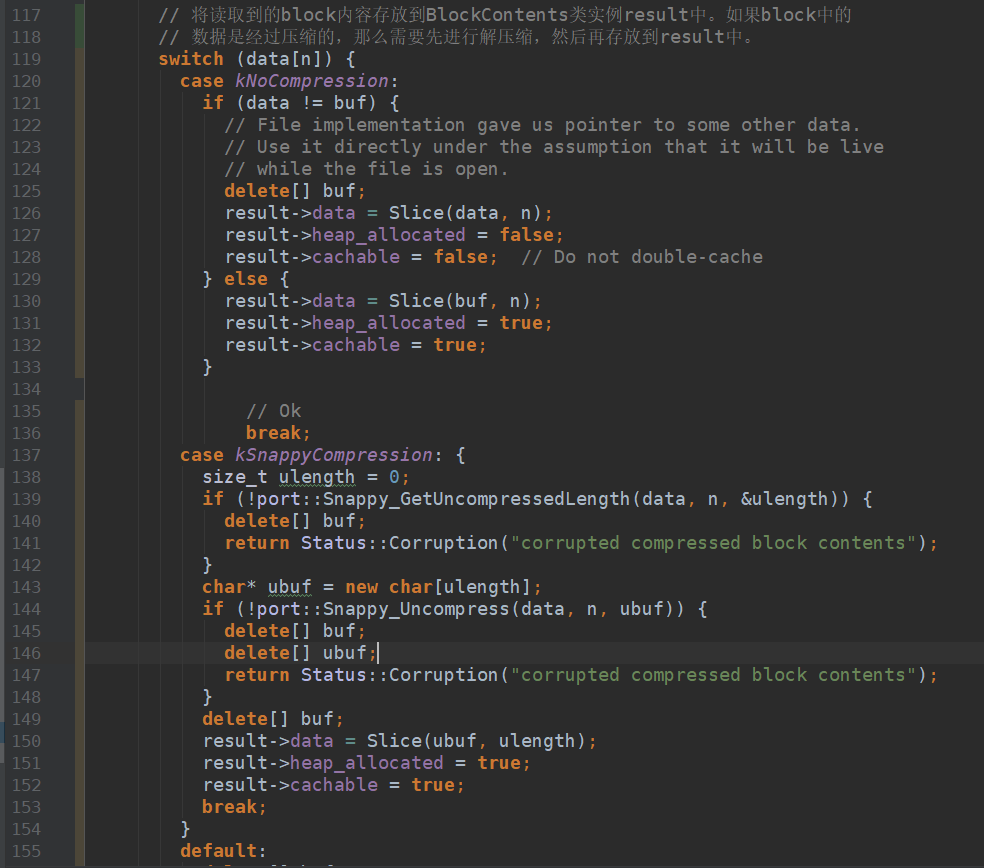 117 // 将读取到的block内容存放到BlockContents类实例result中。如果block中的
118 // 数据是经过压缩的，那么需要先进行解压缩，然后再存放到result中。
119 switch (data[n]) {
120 case kNoCompression:
121 if (data != buf) {
122 // File implementation gave us pointer to some other data.
123 // Use it directly under the assumption that it will be live
124 // while the file is open.
125 delete[] buf;
126 result->data = Slice(data, n);
127 result->heap_allocated = false;
128 result->cachable = false;  // Do not double-cache
129 } else {
130 result->data = Slice(buf, n);
131 result->heap_allocated = true;
132 result->cachable = true;
133 }
134
135 // Ok
136 break;
137 case kSnappyCompression: {
138 size_t ulength = 0;
139 if (!port::Snappy_GetUncompressedLength(data, n, &ulength)) {
140 delete[] buf;
141 return Status::Corruption("corrupted compressed block contents");
142 }
143 char* ubuf = new char[ulength];
144 if (!port::Snappy_Uncompress(data, n, ubuf)) {
145 delete[] buf;
146 delete[] ubuf;
147 return Status::Corruption("corrupted compressed block contents");
148 }
149 delete[] buf;
150 result->data = Slice(ubuf, ulength);
151 result->heap_allocated = true;
152 result->cachable = true;
153 break;
154 }
155 default: